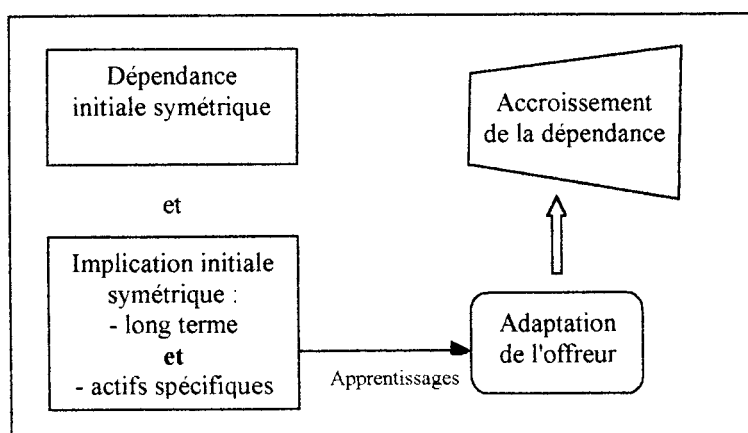 Dépendance
initiale symétrique
et
Implication initiale
symétrique :
- long terme
et
- actifs spécifiques
Apprentissages
Adaptation
de l'offreur
Accroissement
de la dépendance